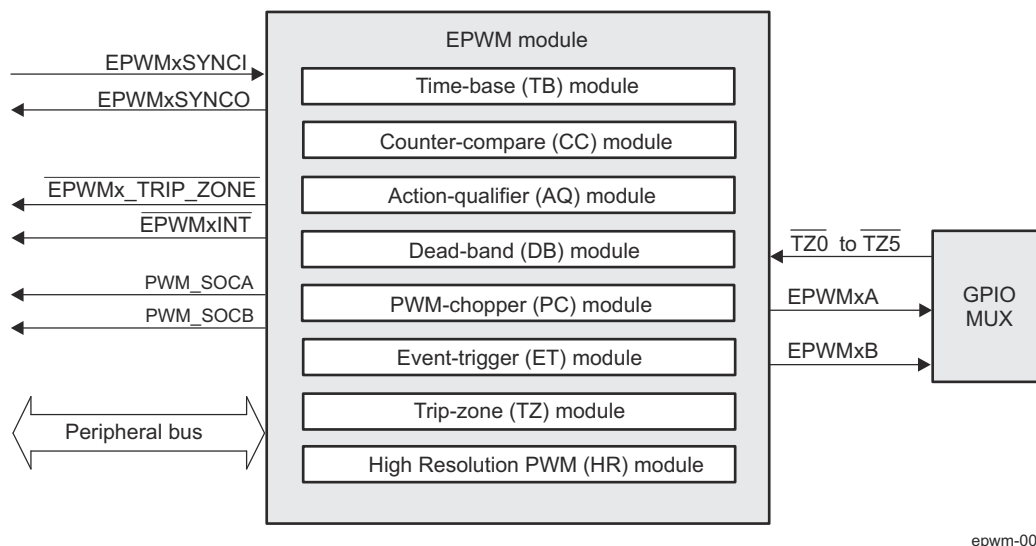 EPWM module
EPWMxSYNCI
EPWMxSYNCO
EPWMx_TRIP_ZONE
EPWMxINT
PWM_SOCA
PWM_SOCB
Peripheral bus
Time-base (TB) module
Counter-compare (CC) module
Action-qualifier (AQ) module
Dead-band (DB) module
PWM-chopper (PC) module
Event-trigger (ET) module
Trip-zone (TZ) module
High Resolution PWM (HR) module
TZ0 to TZ5
EPWMxA
EPWMxB
GPIO
MUX
epwm-00